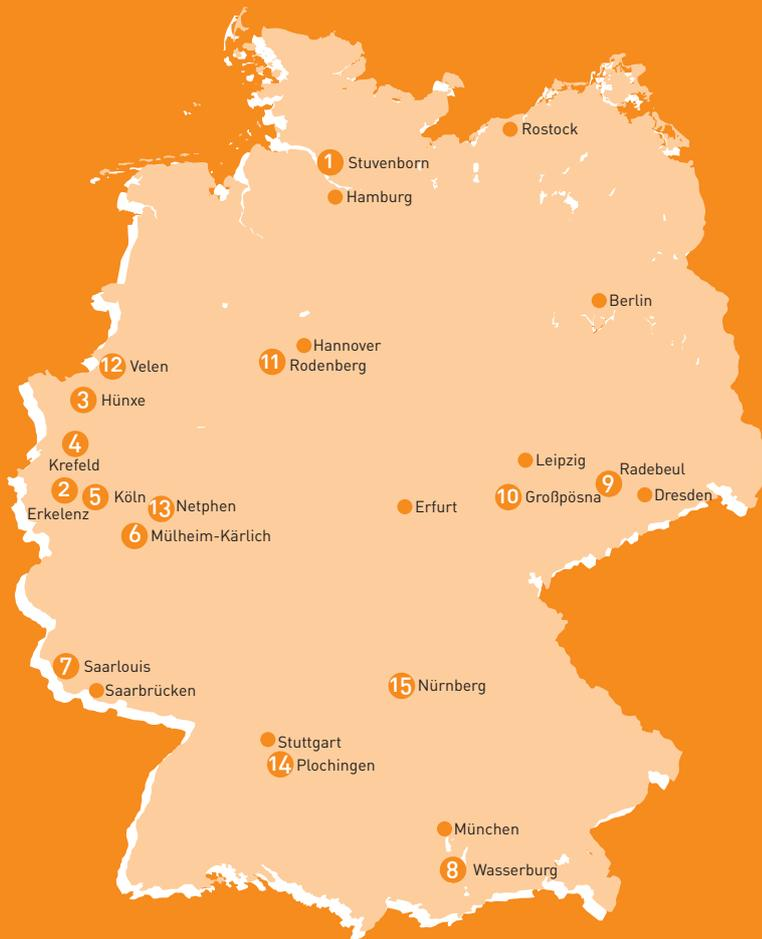 Rostock
1 Stuvenborn
Hamburg
Berlin
Hannover
11 Rodenberg
12 Velen
3 Hünxe
4
Krefeld
Leipzig
Radebeul
9
2
5 Köln
13 Netphen
10 Großpösna
Dresden
Erkelenz
Erfurt
6 Mülheim-Kärlich
7 Saarlouis
Saarbrücken
15 Nürnberg
Stuttgart
14 Plochingen
München
8 Wasserburg